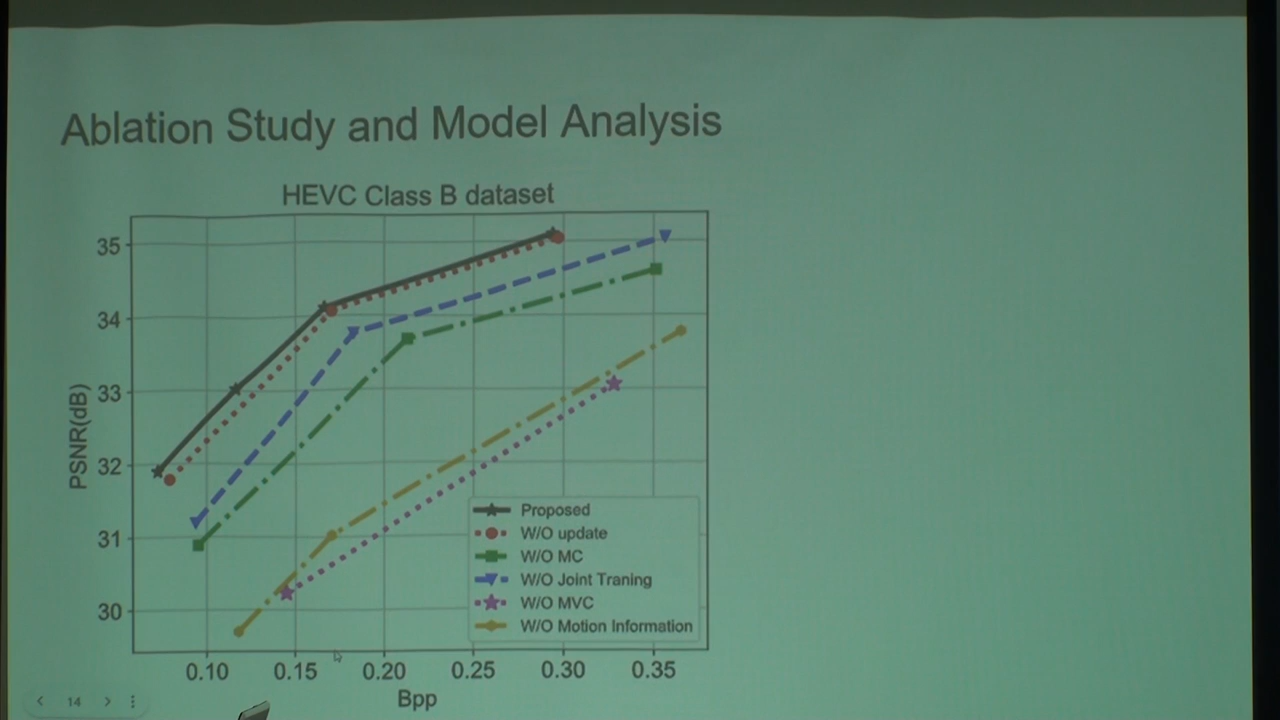 Ablation Study and Model Analysis
HEVC Class B dataset
35
34
33
32
31
30
PSNR(dB)
Proposed
W/O update
W/O MC
W/O Joint Traning
W/O MVC
W/O Motion Information
0.10 0.15 0.20 0.25 0.30 0.35
Bpp
14